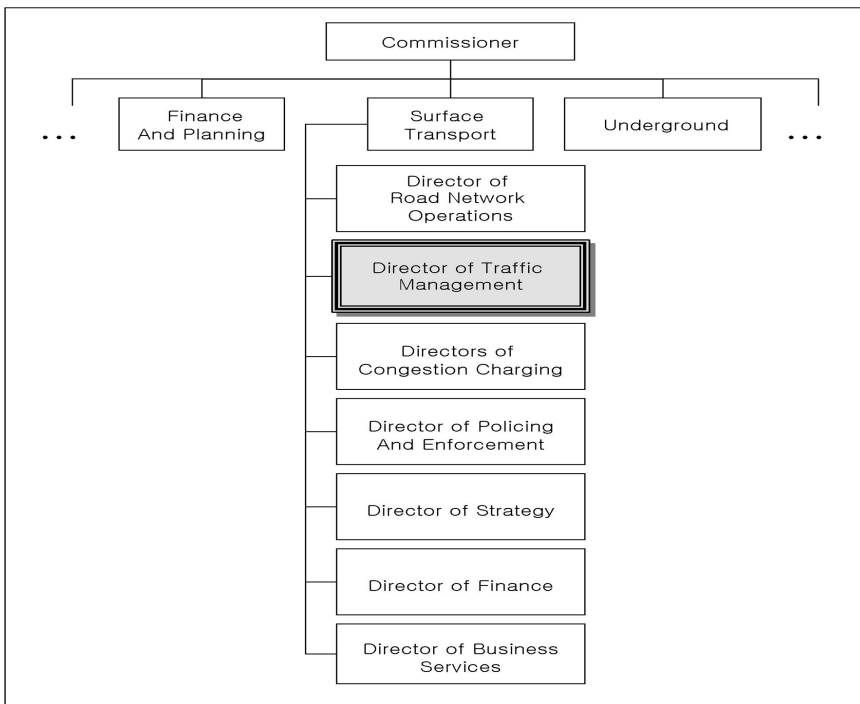 Commissioner
...
Finance
And Planning
Surface
Transport
Underground
...
Director of
Road Network
Operations
Director of Traffic
Management
Directors of
Congestion Charging
Director of Policing
And Enforcement
Director of Strategy
Director of Finance
Director of Business
Services